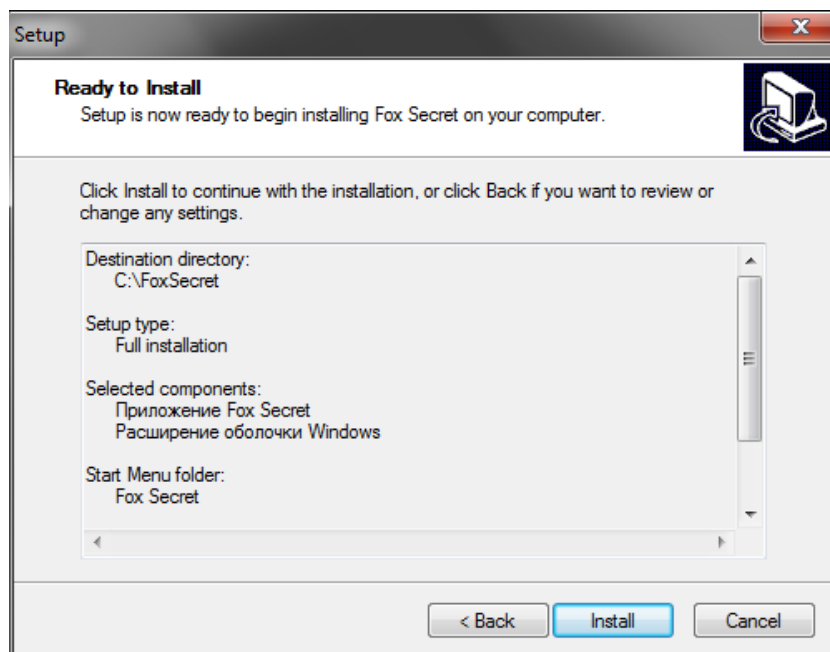 Setup
Ready to Install
Setup is now ready to begin installing Fox Secret on your computer.
Click Install to continue with the installation, or click Back if you want to review or
change any settings.
Destination directory:
C:\FoxSecret
Setup type:
Full installation
Selected components:
Приложение Fox Secret
Расширение оболочки Windows
Start Menu folder:
Fox Secret
< Back
Install
Cancel